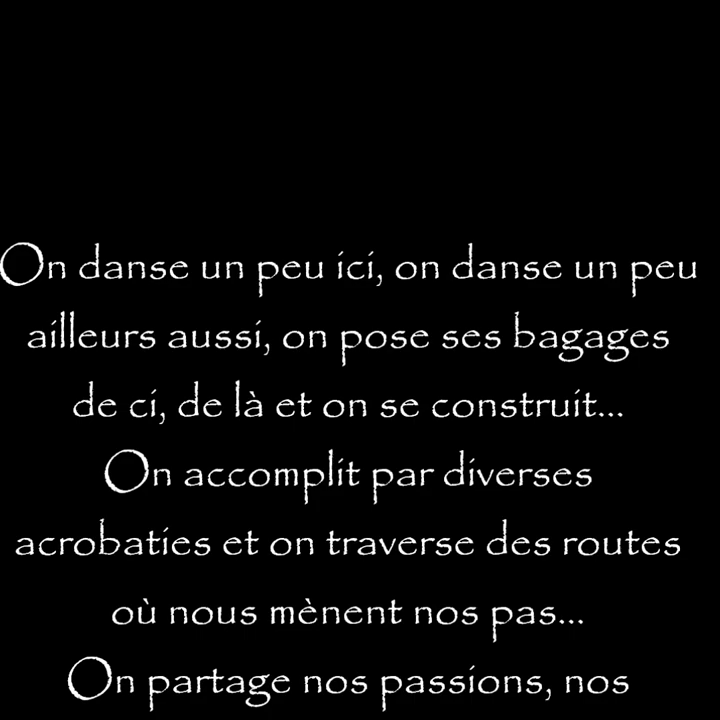 On danse un peu ici, on danse un peu
ailleurs aussi, on pose ses bagages
de ci, de là et on se construit...
On accomplit par diverses
acrobaties et on traverse des routes
où nous mènent nos pas...
On partage nos passions, nos